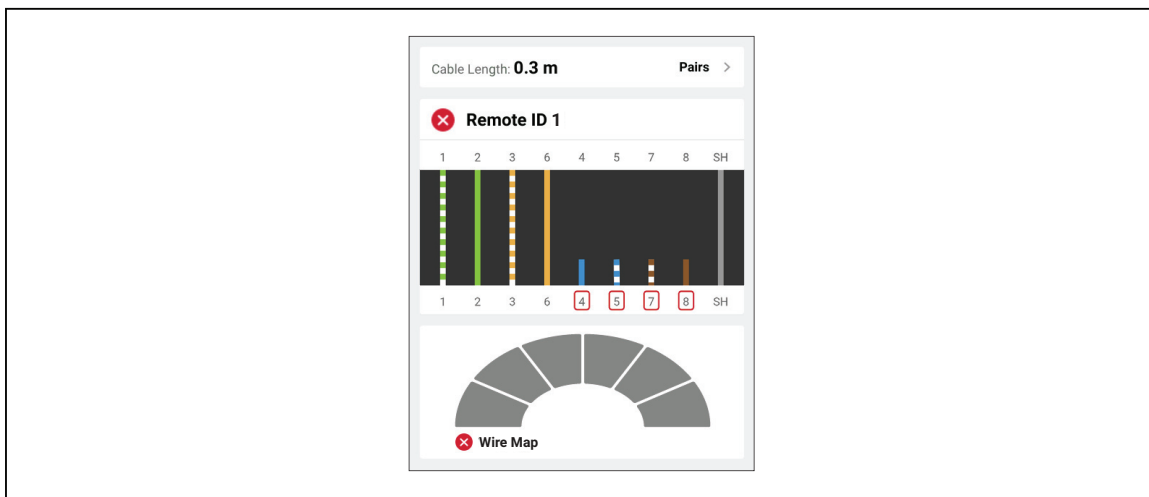 Cable Length: 0.3 m Pairs >
Remote ID 1
1 2 3 6 4 5 7 8 SH
1 2 3 6 4 5 7 8 SH
Wire Map